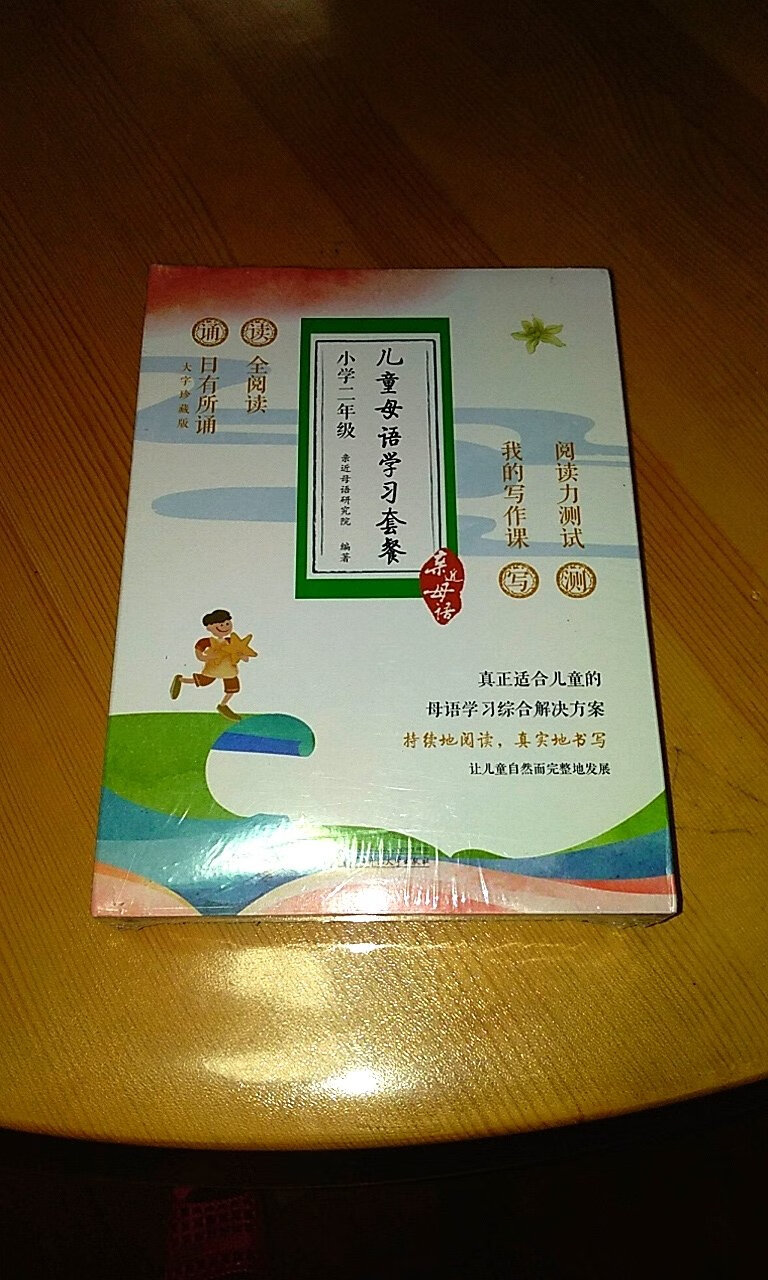 儿童母语学习套餐
小学二年级
亲近母语研究院 编著
亲近母语
读 全阅读
诵 日有所诵
大字珍藏版
阅读力测试 测
我的写作课 写
真正适合儿童的
母语学习综合解决方案
持续地阅读，真实地书写
让儿童自然而完整地发展